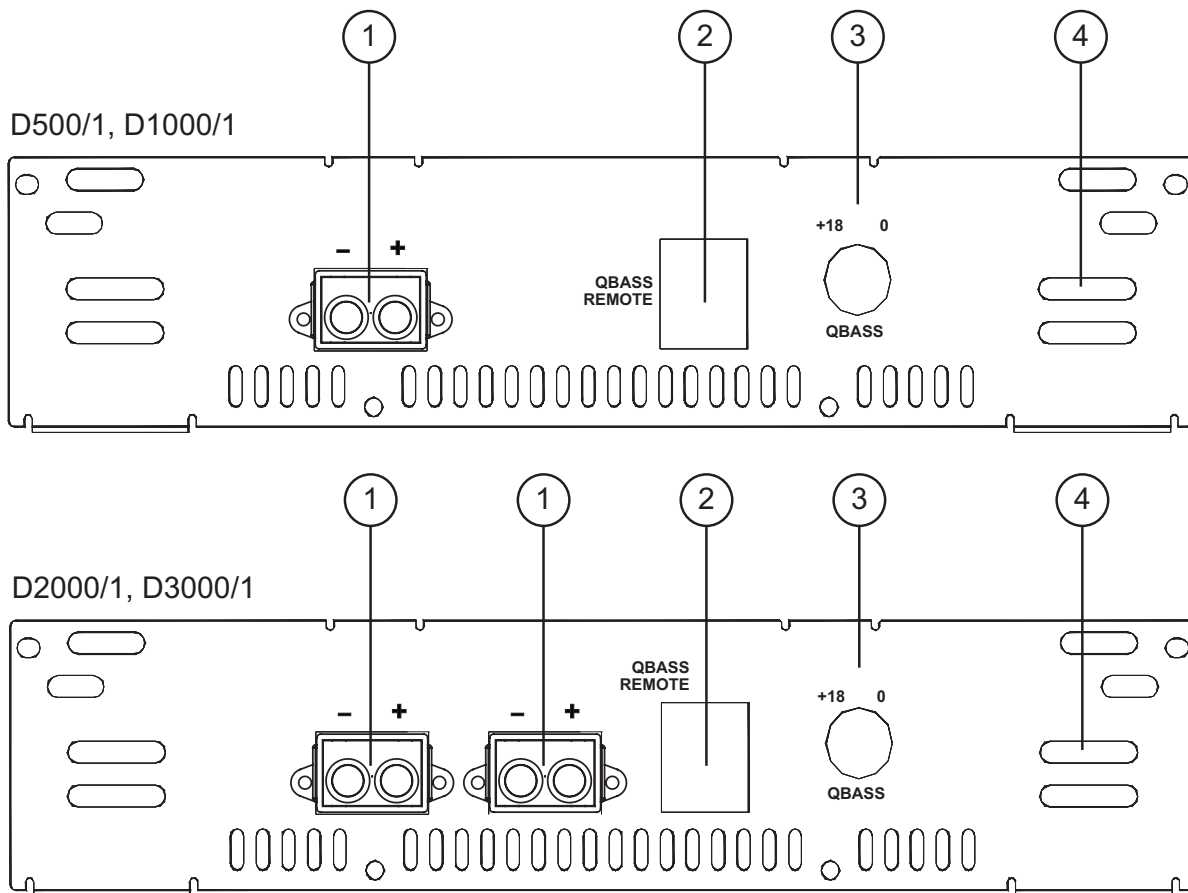 1 2 3 4
D500/1, D1000/1
– +
+18 0
QBASS
REMOTE
QBASS
1 1 2 3 4
D2000/1, D3000/1
QBASS
REMOTE
– + – +
+18 0
QBASS